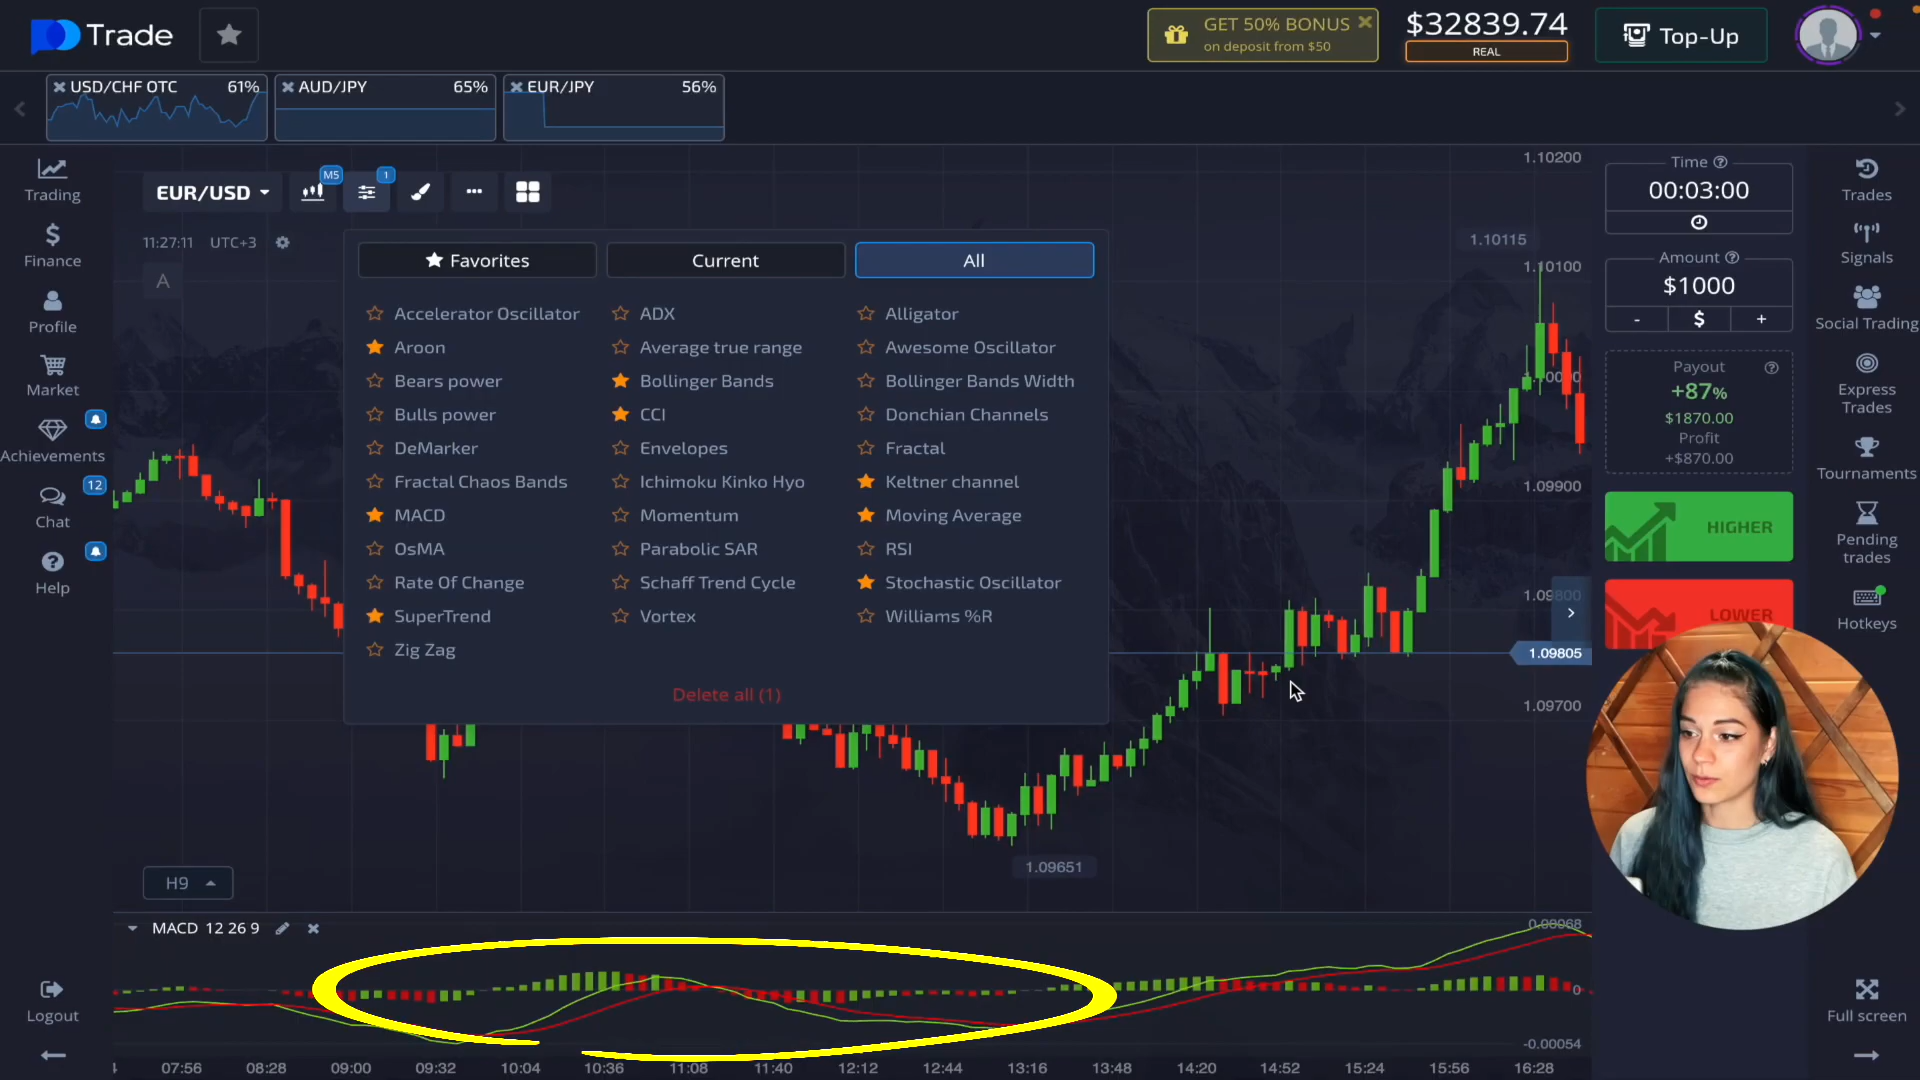 Trade
GET 50% BONUS
on deposit from $50
$32839.74
REAL
Top-Up
USD/CHF OTC 61%
AUD/JPY 65%
EUR/JPY 56%
Trading
Finance
Profile
Market
Achievements
Chat
12
Help
Logout
EUR/USD
M5
1
11:27:11 UTC+3
A
Favorites
Current
All
Accelerator Oscillator ADX Alligator
Aroon Average true range Awesome Oscillator
Bears power Bollinger Bands Bollinger Bands Width
Bulls power CCI Donchian Channels
DeMarker Envelopes Fractal
Fractal Chaos Bands Ichimoku Kinko Hyo Keltner channel
MACD Momentum Moving Average
OsMA Parabolic SAR RSI
Rate Of Change Schaff Trend Cycle Stochastic Oscillator
SuperTrend Vortex Williams %R
Zig Zag
Delete all (1)
1.10200
1.10115
1.10100
1.09900
1.09800
1.09805
1.09700
1.09651
H9
MACD 12 26 9
0
-0.00054
07:56 08:28 09:00 09:32 10:04 10:36 11:08 11:40 12:12 12:44 13:16 13:48 14:20 14:52 15:24 15:56 16:28
Time
00:03:00
Amount
$1000
- $ +
Payout
+87%
$1870.00
Profit
+$870.00
HIGHER
LOWER
Trades
Signals
Social Trading
Express
Trades
Tournaments
Pending
trades
Hotkeys
Full screen